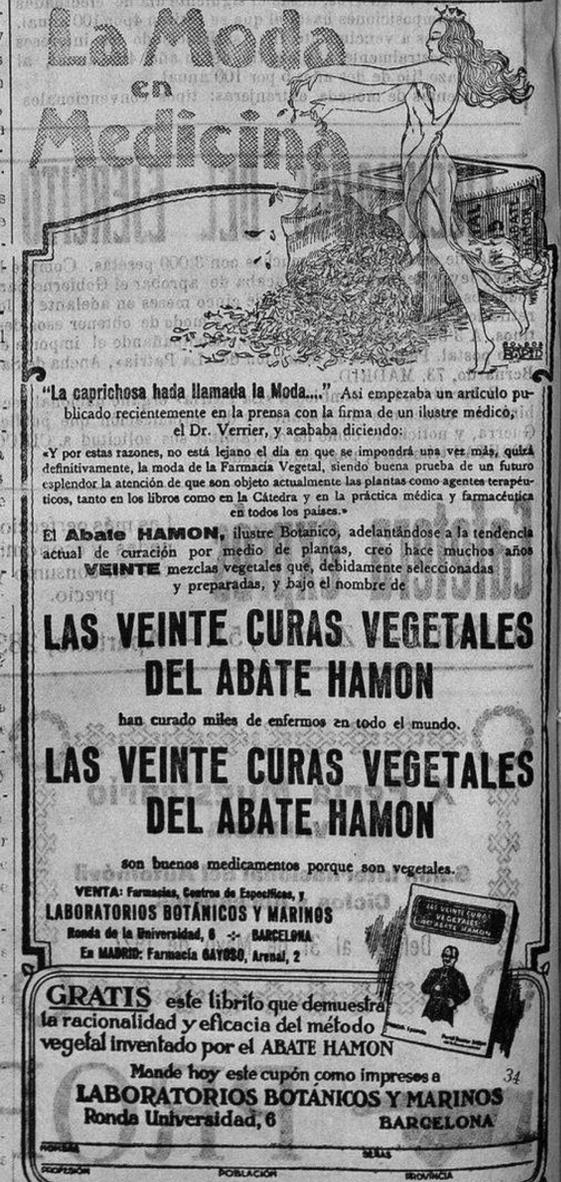 La Moda
en
Medicina
"La caprichosa hada llamada la Moda...." Así empezaba un artículo pu-
blicado recientemente en la prensa con la firma de un ilustre médico,
el Dr. Verrier, y acababa diciendo:
«Y por estas razones, no está lejano el día en que se impondrá una vez más, quizá
definitivamente, la moda de la Farmacia Vegetal, siendo buena prueba de un futuro
esplendor la atención de que son objeto actualmente las plantas como agentes terapéu-
ticos, tanto en los libros como en la Cátedra y en la práctica médica y farmacéutica
en todos los países.»
El Abate HAMON, ilustre Botánico, adelantándose a la tendencia
actual de curación por medio de plantas, creó hace muchos años
VEINTE mezclas vegetales que, debidamente seleccionadas
y preparadas, y bajo el nombre de
LAS VEINTE CURAS VEGETALES
DEL ABATE HAMON
han curado miles de enfermos en todo el mundo.
LAS VEINTE CURAS VEGETALES
DEL ABATE HAMON
son buenos medicamentos porque son vegetales.
VENTA: Farmacias, Centros de Específicos, y
LABORATORIOS BOTÁNICOS Y MARINOS
Ronda de la Universidad, 6 -:- BARCELONA
En MADRID: Farmacia GAYOSO, Arenal, 2
LAS VEINTE CURAS
VEGETALES
DEL ABATE HAMON
GRATIS este librito que demuestra
la racionalidad y eficacia del método
vegetal inventado por el ABATE HAMON
Mande hoy este cupón como impresos a
34
LABORATORIOS BOTÁNICOS Y MARINOS
Ronda Universidad, 6 BARCELONA
NOMBRE SEÑAS
PROFESIÓN POBLACIÓN PROVINCIA